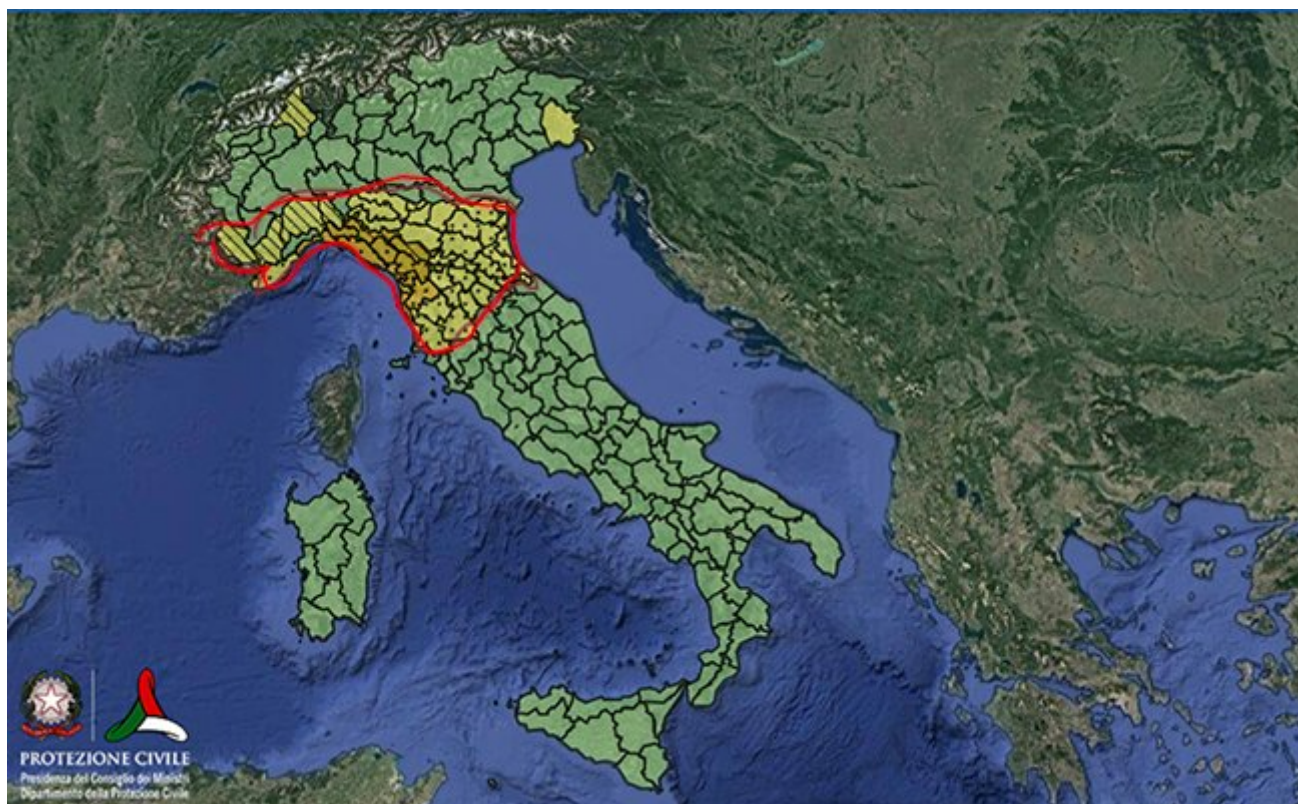 PROTEZIONE CIVILE
Presidenza del Consiglio dei Ministri
Dipartimento della Protezione Civile